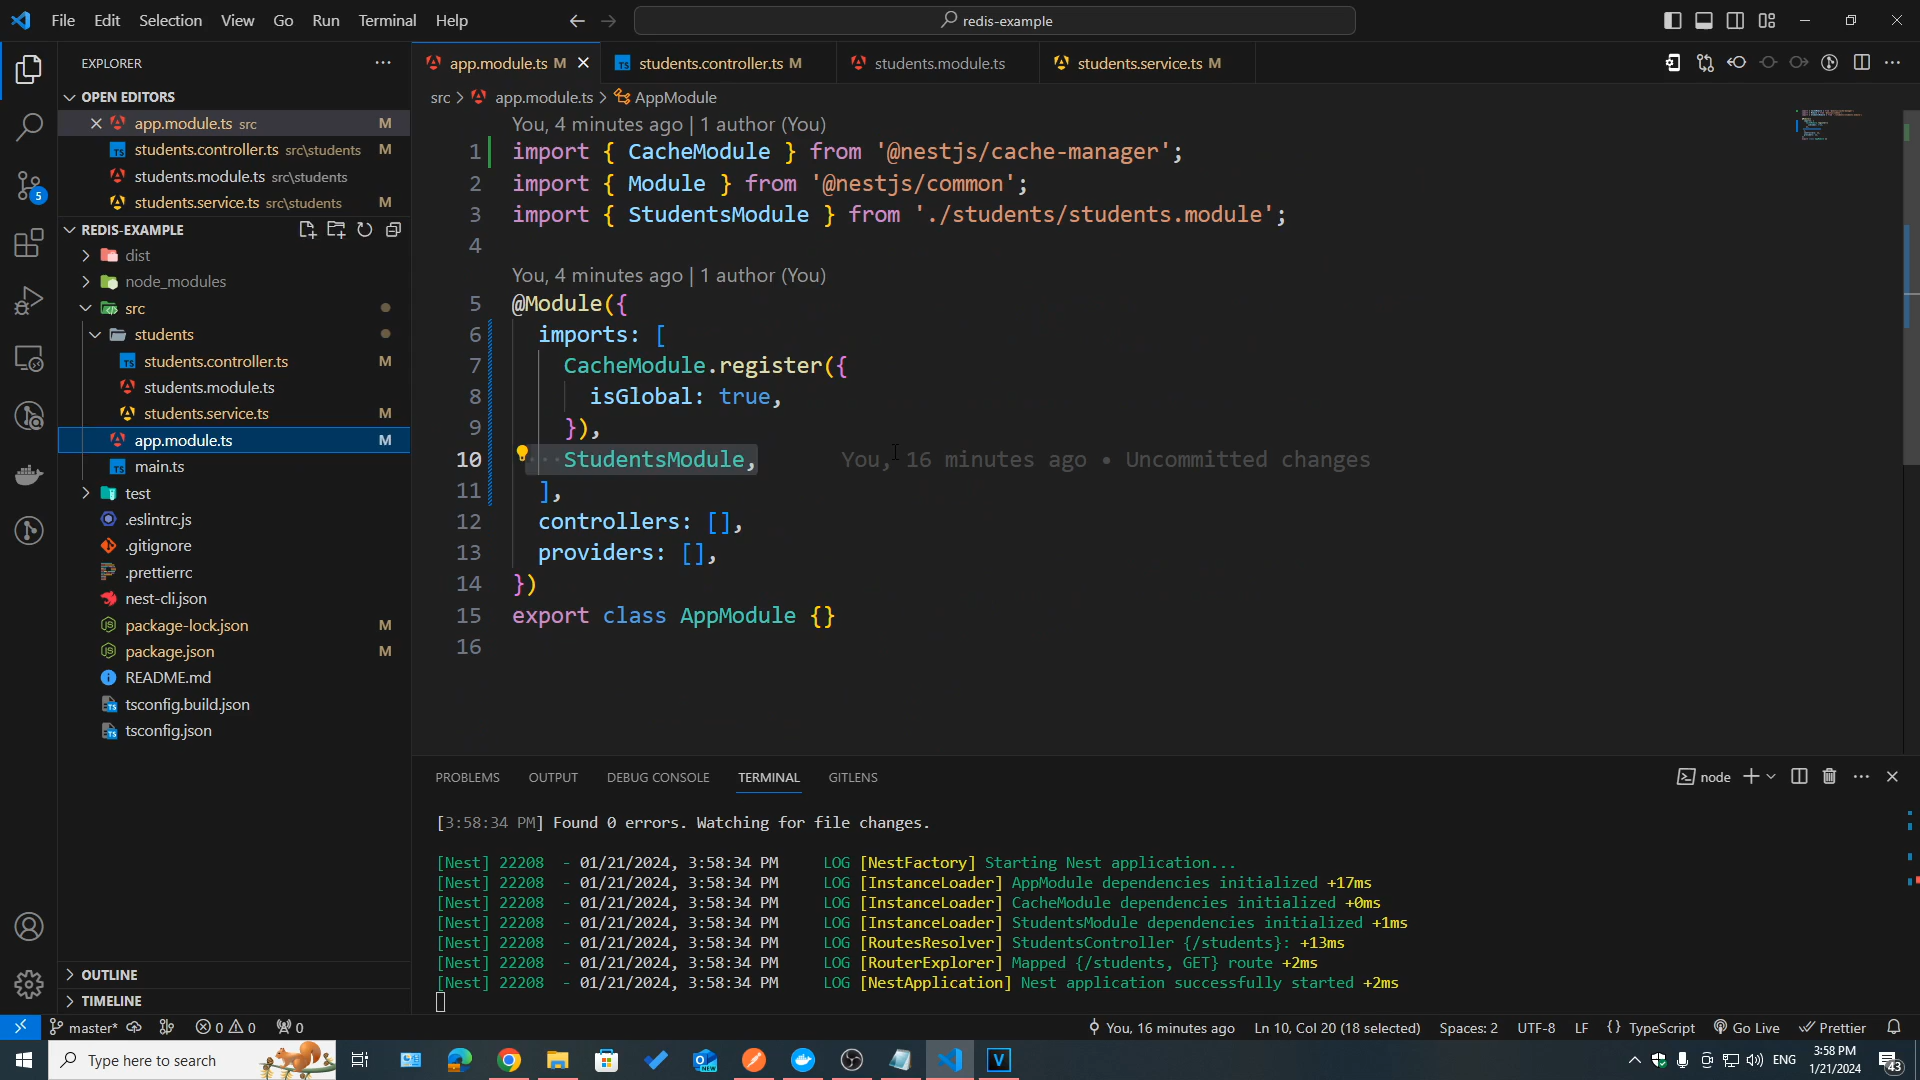 File Edit Selection View Go Run Terminal Help
redis-example
EXPLORER
OPEN EDITORS
app.module.ts src M
students.controller.ts src\students M
students.module.ts src\students
students.service.ts src\students M
REDIS-EXAMPLE
dist
node_modules
src
students
students.controller.ts M
students.module.ts
students.service.ts M
app.module.ts M
main.ts
test
.eslintrc.js
.gitignore
.prettierrc
nest-cli.json
package-lock.json M
package.json M
README.md
tsconfig.build.json
tsconfig.json
OUTLINE
TIMELINE
5
app.module.ts M
students.controller.ts M
students.module.ts
students.service.ts M
src > app.module.ts > AppModule
You, 4 minutes ago | 1 author (You)
1 import { CacheModule } from '@nestjs/cache-manager';
2 import { Module } from '@nestjs/common';
3 import { StudentsModule } from './students/students.module';
4
You, 4 minutes ago | 1 author (You)
5 @Module({
6 imports: [
7 CacheModule.register({
8 isGlobal: true,
9 }),
10 StudentsModule, You, 16 minutes ago • Uncommitted changes
11 ],
12 controllers: [],
13 providers: [],
14 })
15 export class AppModule {}
16
PROBLEMS OUTPUT DEBUG CONSOLE TERMINAL GITLENS
node
[3:58:34 PM] Found 0 errors. Watching for file changes.
[Nest] 22208 - 01/21/2024, 3:58:34 PM LOG [NestFactory] Starting Nest application...
[Nest] 22208 - 01/21/2024, 3:58:34 PM LOG [InstanceLoader] AppModule dependencies initialized +17ms
[Nest] 22208 - 01/21/2024, 3:58:34 PM LOG [InstanceLoader] CacheModule dependencies initialized +0ms
[Nest] 22208 - 01/21/2024, 3:58:34 PM LOG [InstanceLoader] StudentsModule dependencies initialized +1ms
[Nest] 22208 - 01/21/2024, 3:58:34 PM LOG [RoutesResolver] StudentsController {/students}: +13ms
[Nest] 22208 - 01/21/2024, 3:58:34 PM LOG [RouterExplorer] Mapped {/students, GET} route +2ms
[Nest] 22208 - 01/21/2024, 3:58:34 PM LOG [NestApplication] Nest application successfully started +2ms
master* 0 0 0 You, 16 minutes ago Ln 10, Col 20 (18 selected) Spaces: 2 UTF-8 LF { } TypeScript Go Live Prettier
Type here to search
NEW
V
ENG
3:58 PM
1/21/2024
43